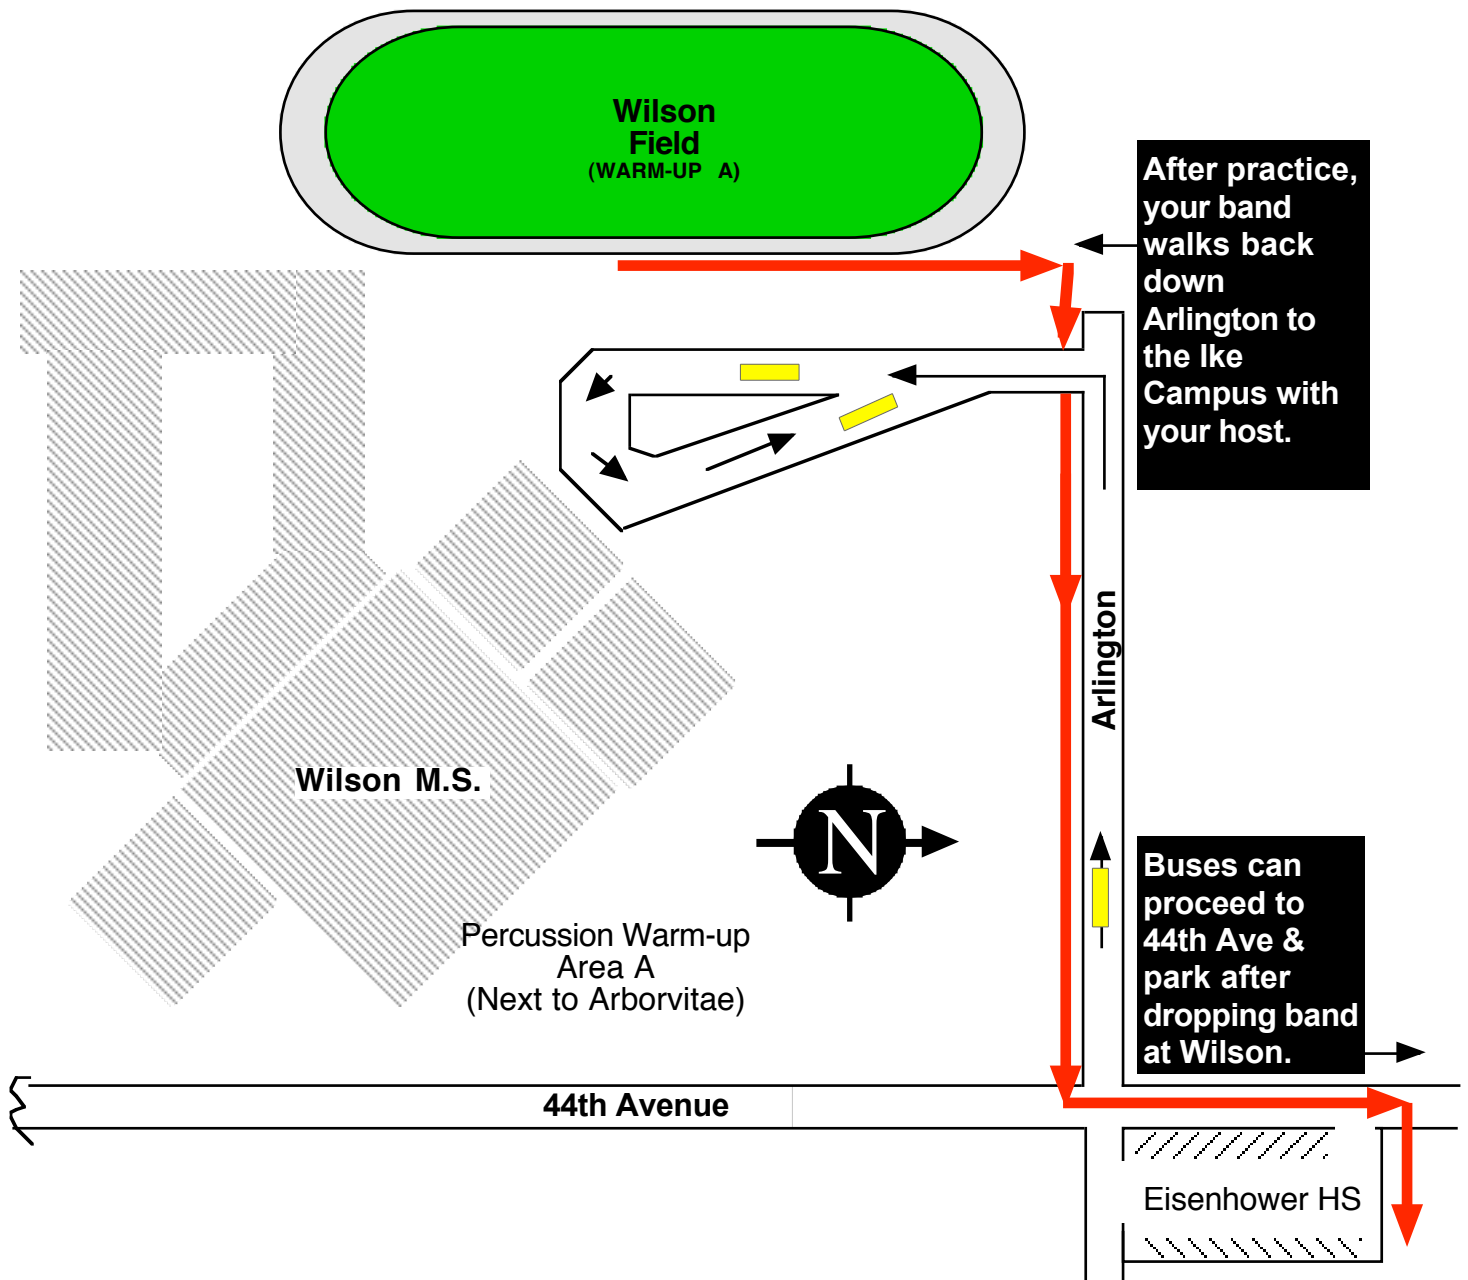 Wilson
Field
(WARM-UP A)
After practice,
your band
walks back
down
Arlington to
the Ike
Campus with
your host.
Arlington
Wilson M.S.
N
Percussion Warm-up
Area A
(Next to Arborvitae)
Buses can
proceed to
44th Ave &
park after
dropping band
at Wilson.
44th Avenue
Eisenhower HS